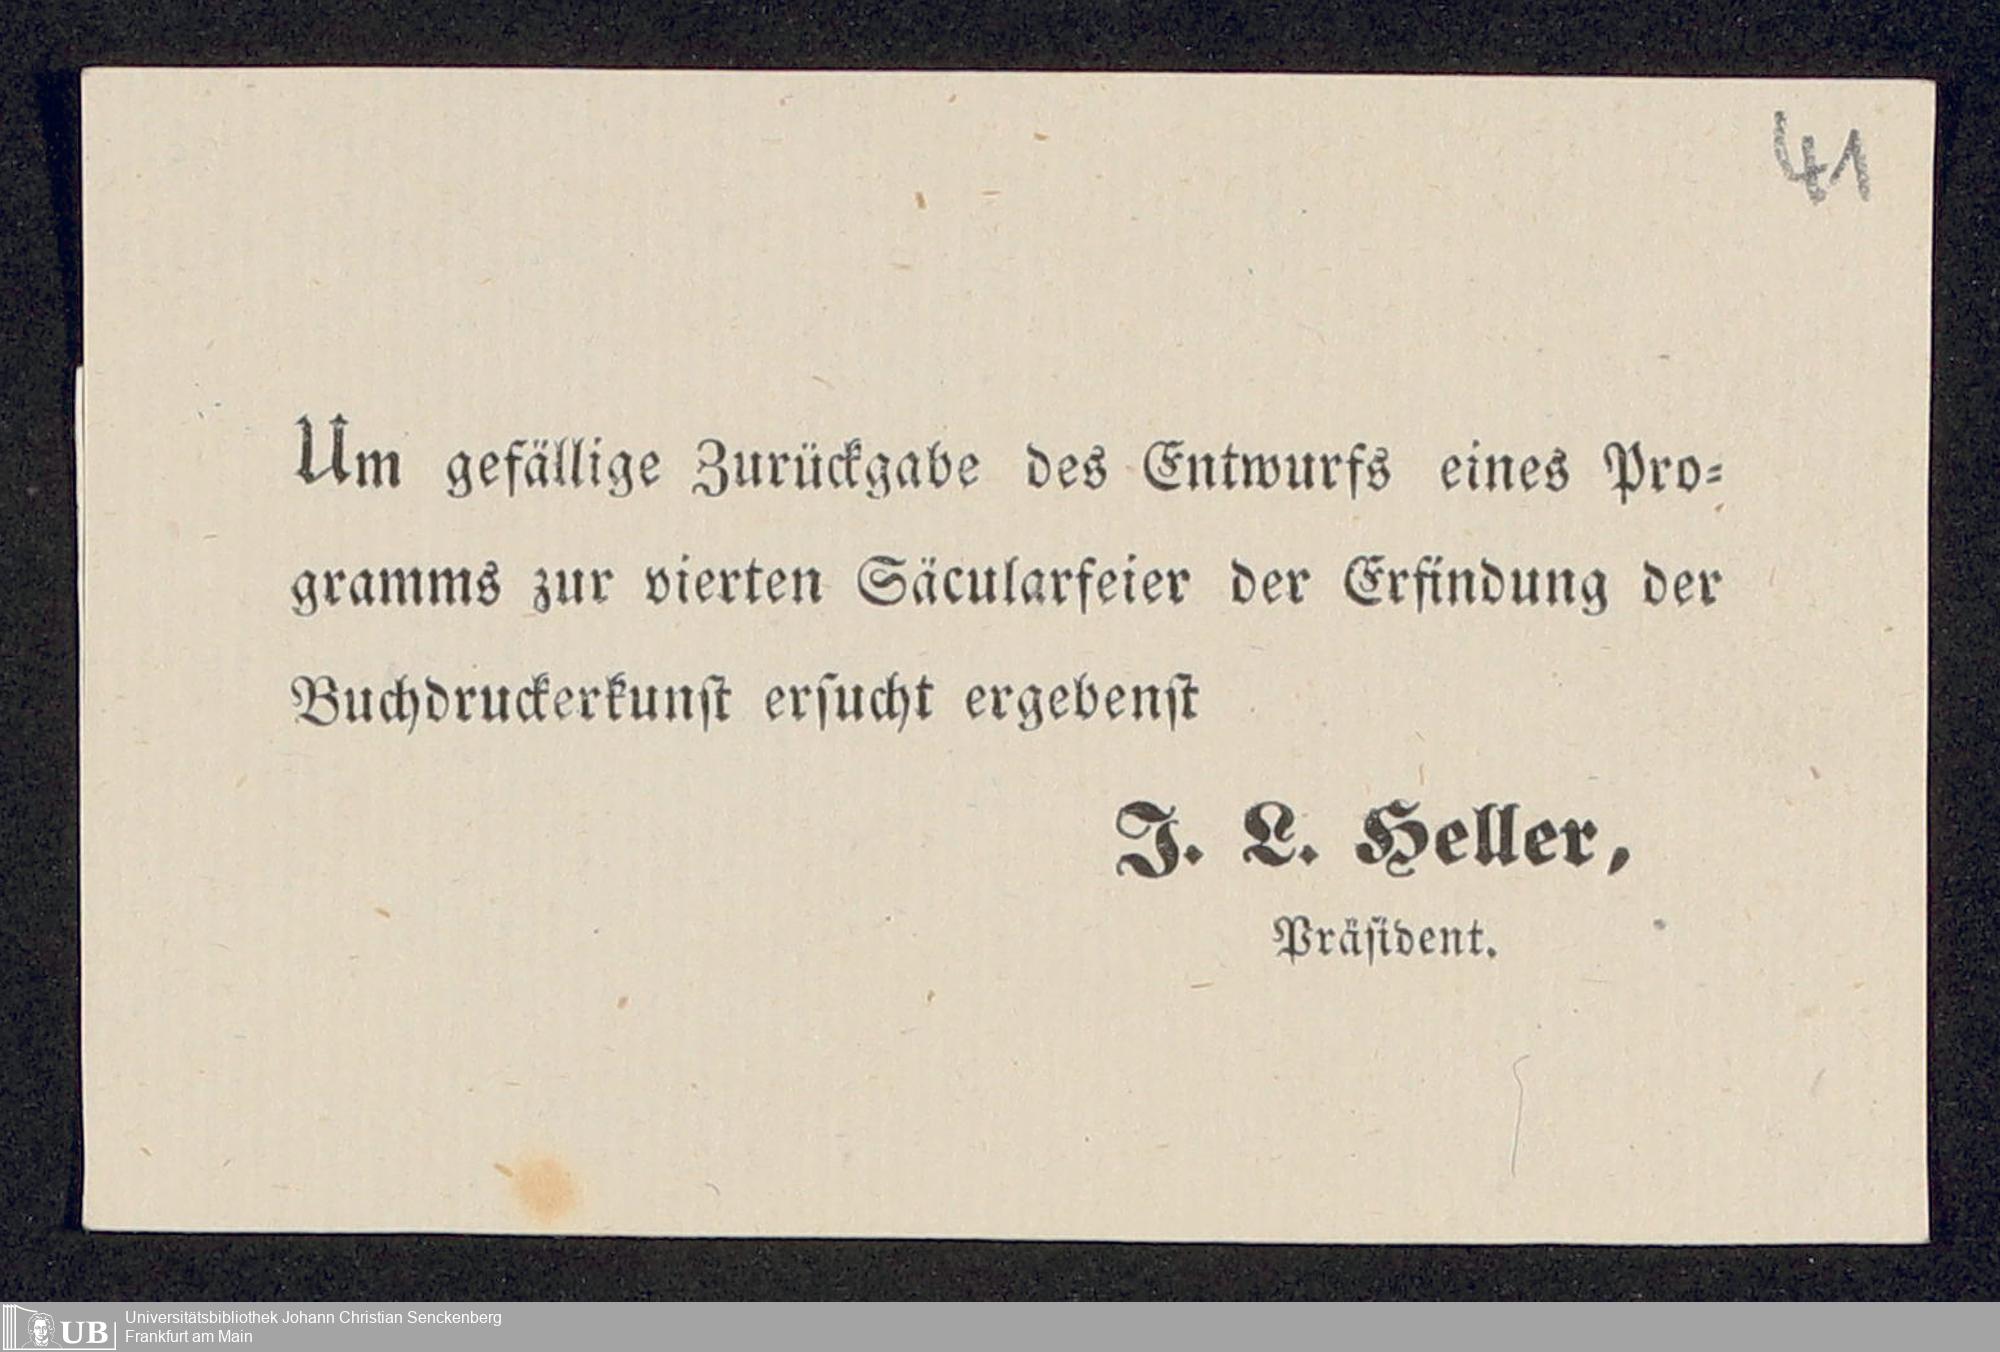 41
Um gefällige Zurückgabe des Entwurfs eines Pro-
gramms zur vierten Säcularfeier der Erfindung der
Buchdruckerkunst ersucht ergebenst
J. L. Heller,
Präsident.
UB
Universitätsbibliothek Johann Christian Senckenberg
Frankfurt am Main